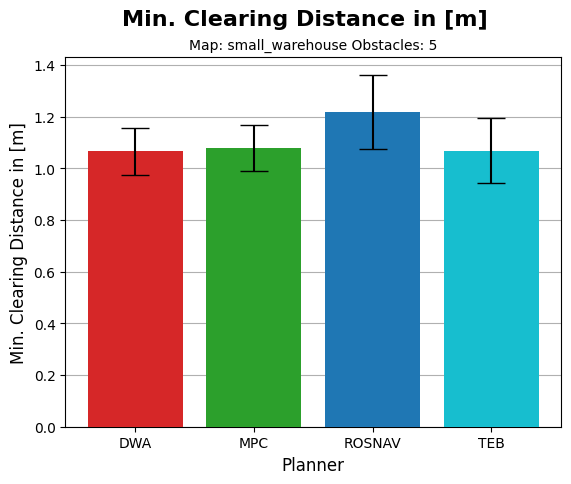 Min. Clearing Distance in [m]
Map: small_warehouse Obstacles: 5
Min. Clearing Distance in [m]
1.4
1.2
1.0
0.8
0.6
0.4
0.2
0.0
DWA MPC ROSNAV TEB
Planner